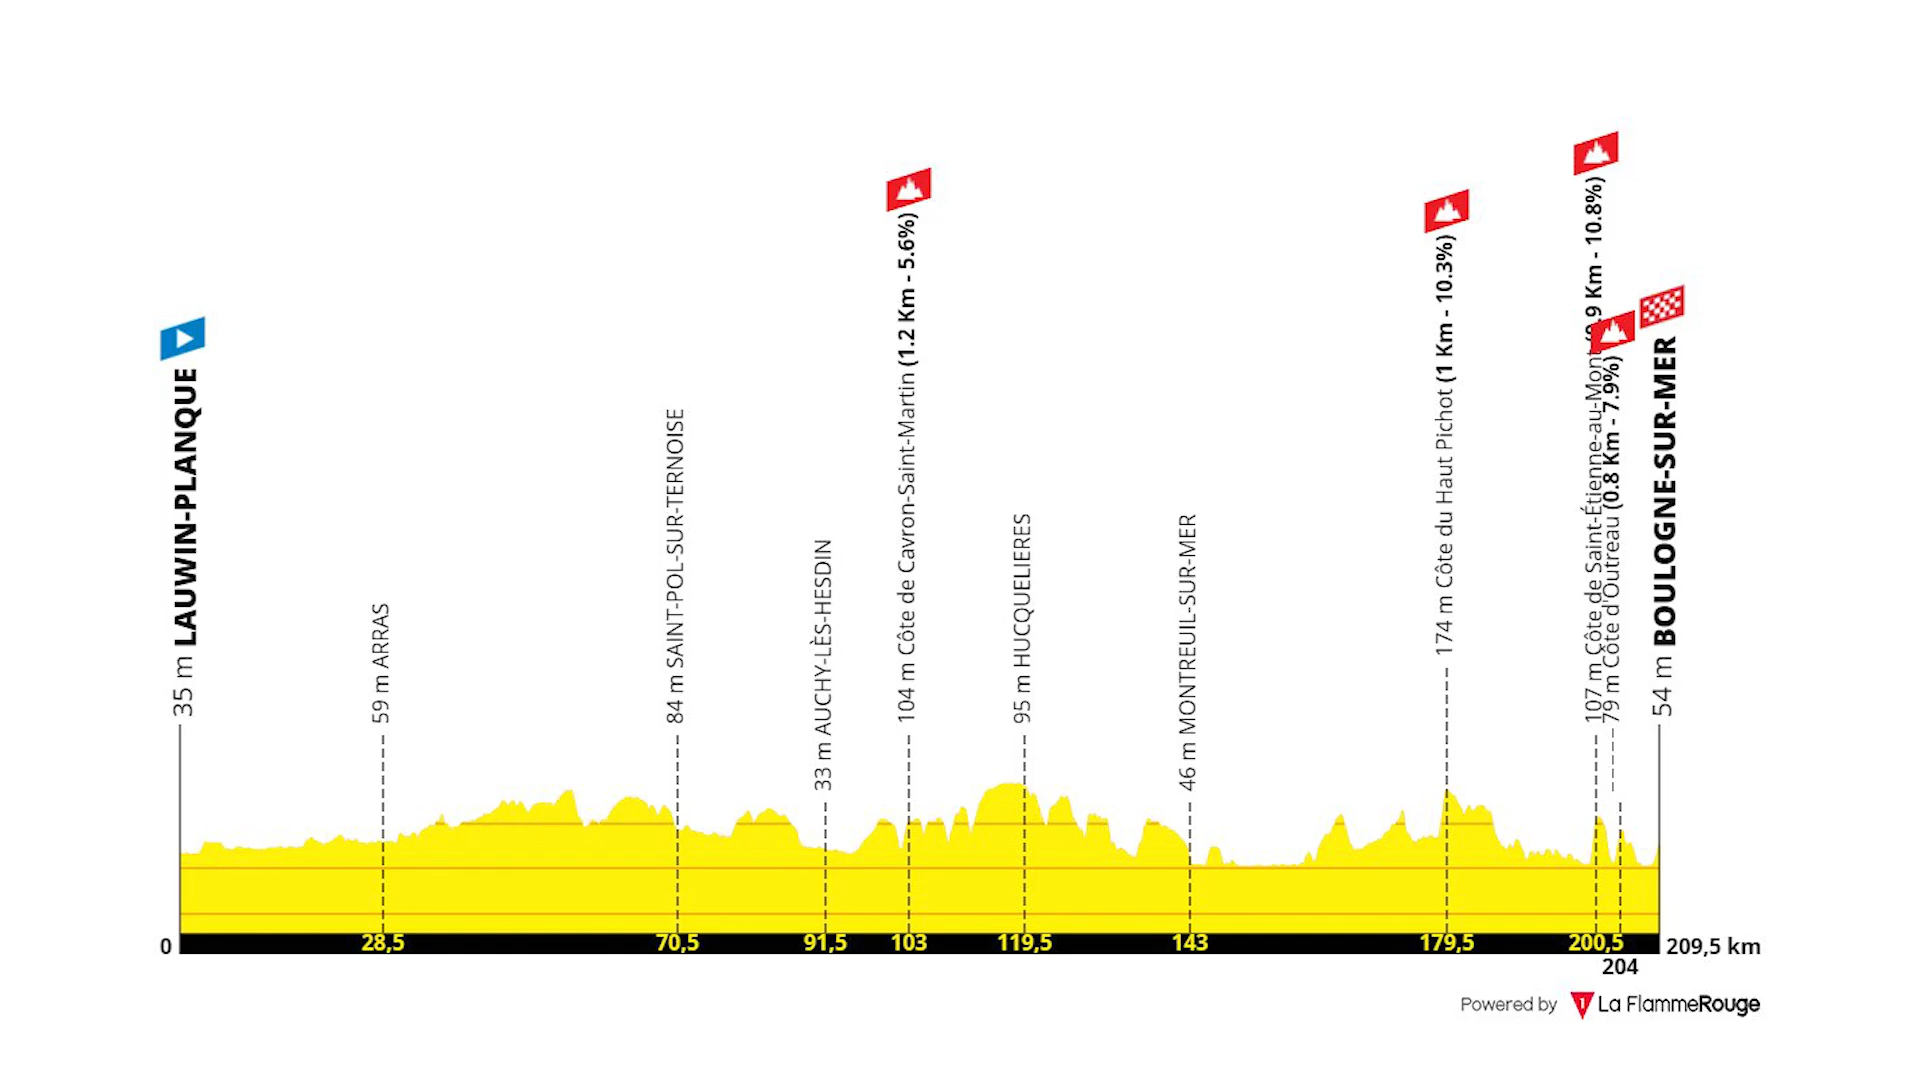 35 m LAUWIN-PLANQUE
59 m ARRAS
84 m SAINT-POL-SUR-TERNOISE
33 m AUCHY-LÈS-HESDIN
104 m Côte de Cavron-Saint-Martin (1.2 Km - 5.6%)
95 m HUCQUELIERES
46 m MONTREUIL-SUR-MER
174 m Côte du Haut Pichot (1 Km - 10.3%)
107 m Côte de Saint-Étienne-au-Mont (0.9 Km - 10.8%)
79 m Côte d'Outreau (0.8 Km - 7.9%)
54 m BOULOGNE-SUR-MER
0
28,5
70,5
91,5
103
119,5
143
179,5
200,5
204
209,5 km
Powered by 1 La FlammeRouge